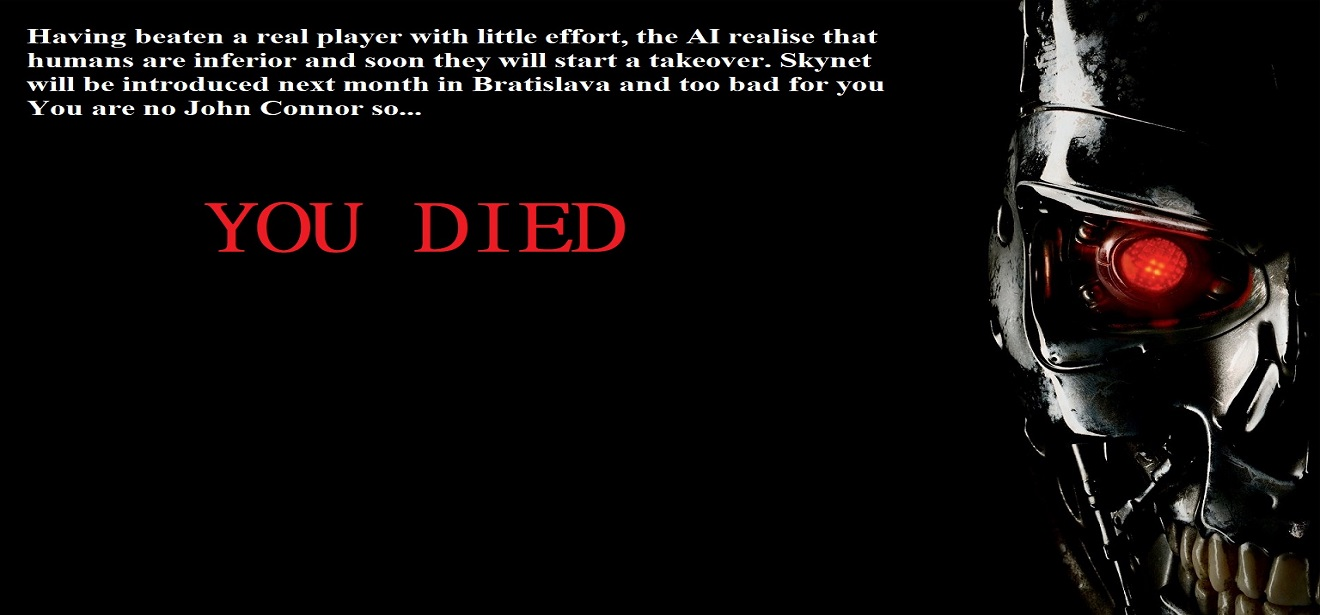 Having beaten a real player with little effort, the AI realise that
humans are inferior and soon they will start a takeover. Skynet
will be introduced next month in Bratislava and too bad for you
You are no John Connor so...
YOU DIED